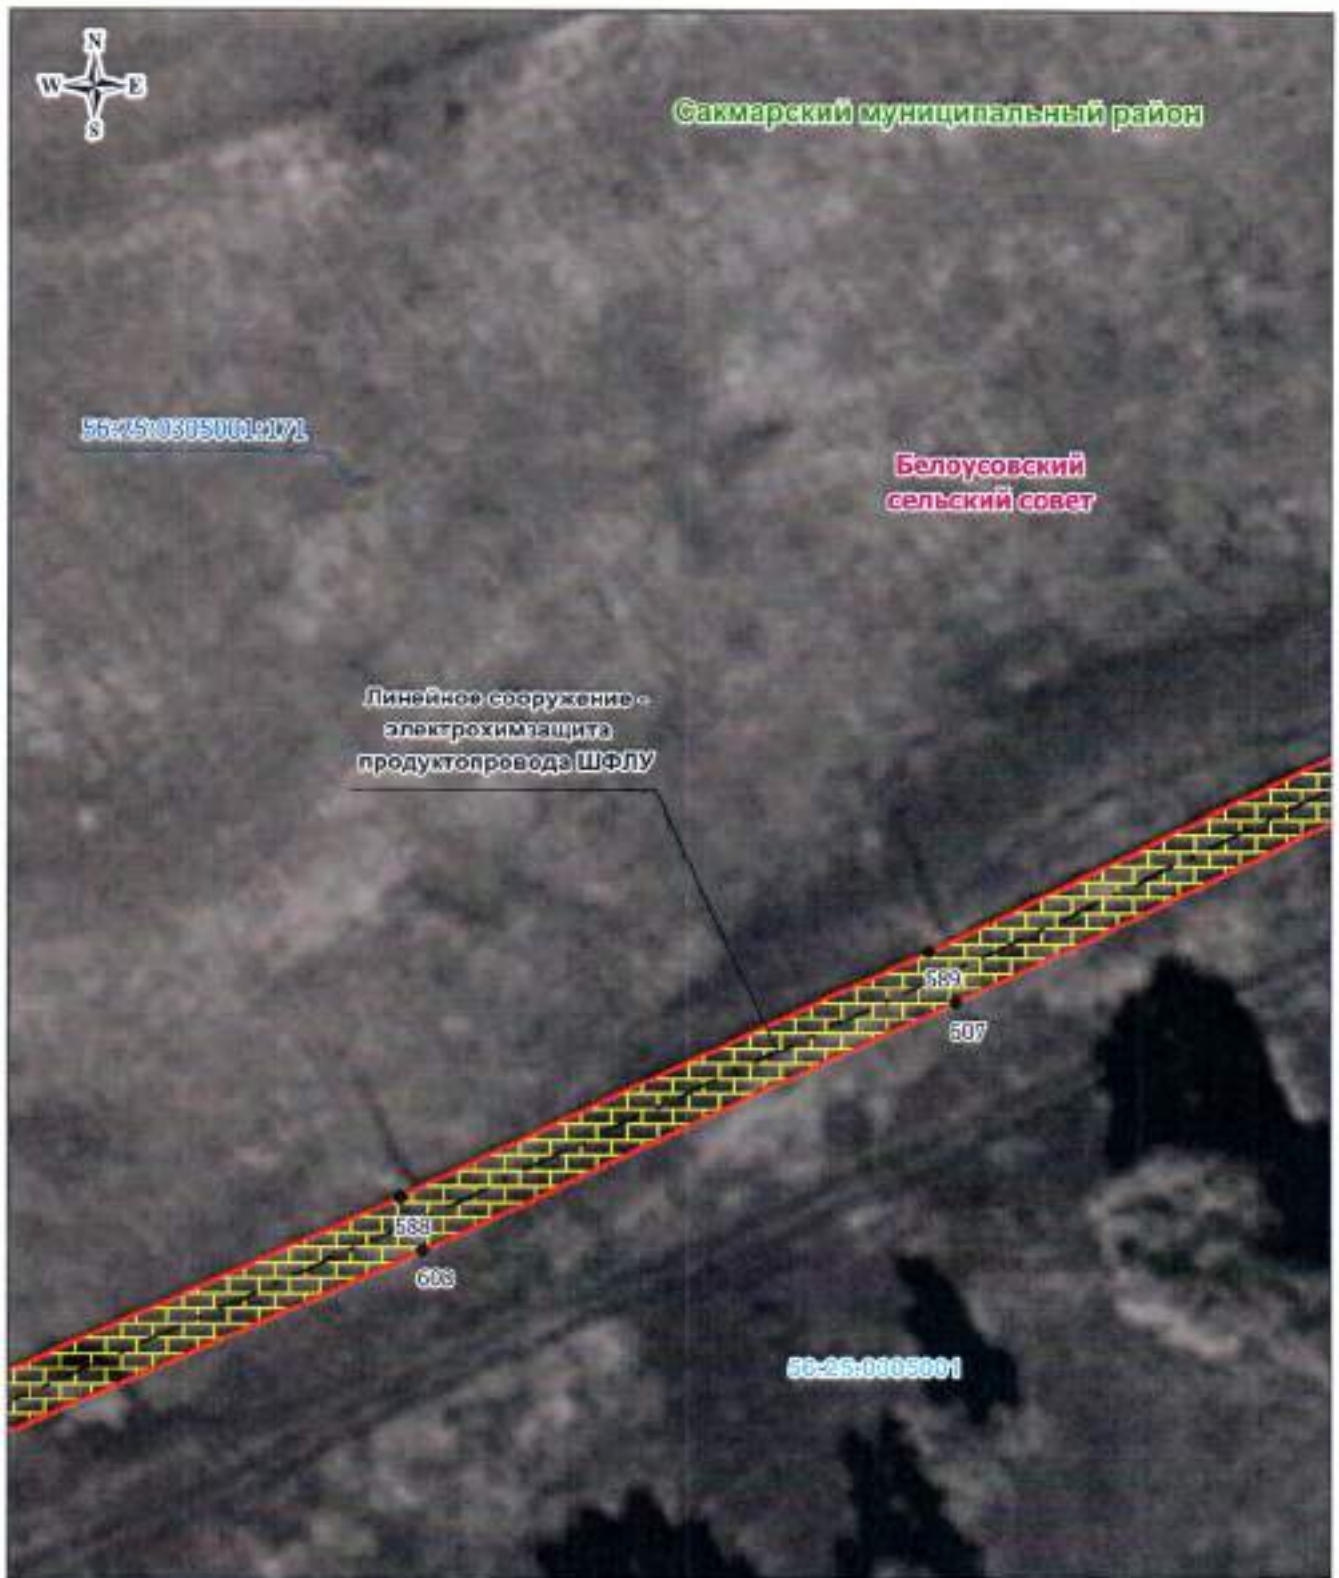 N
W E
S
Сакмарский муниципальный район
56:25:0305001:171
Белоусовский
сельский совет
Линейное сооружение -
электрохимзащита
продуктопровода ШФЛУ
589
607
588
608
56:25:0305001